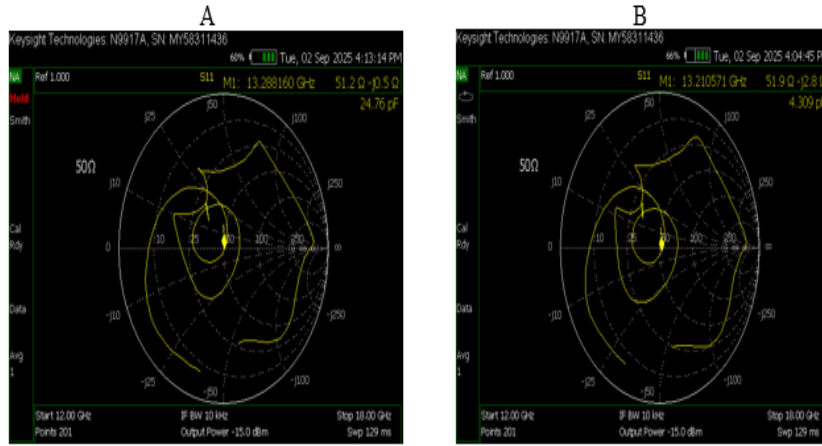 A
Keysight Technologies: N9917A, SN: MY58311436
60% Tue, 02 Sep 2025 4:13:14 PM
NA
Ref 1.000 S11 M1: 13.288160 GHz 51.2 Ω -j0.5 Ω
Hold
24.76 pF
Smith
50Ω
j50
j25 j100
j10 j250
0 10 25 50 100 250 ∞
Cal
Rdy
-j10 -j250
Data
-j25 -j100
-j50
Avg
1
Start 12.00 GHz IF BW 10 kHz Stop 18.00 GHz
Points 201 Output Power -15.0 dBm Swp 129 ms
B
Keysight Technologies: N9917A, SN: MY58311436
66% Tue, 02 Sep 2025 4:04:45 P
NA
Ref 1.000 S11 M1: 13.210571 GHz 51.9 Ω -j2.8 Ω
4.309 p
Smith
50Ω
j50
j25 j100
j10 j250
0 10 25 100 250 ∞
Cal
Rdy
-j10 -j250
Data
-j25 -j100
-j50
Avg
1
Start 12.00 GHz IF BW 10 kHz Stop 18.00 GHz
Points 201 Output Power -15.0 dBm Swp 129 ms